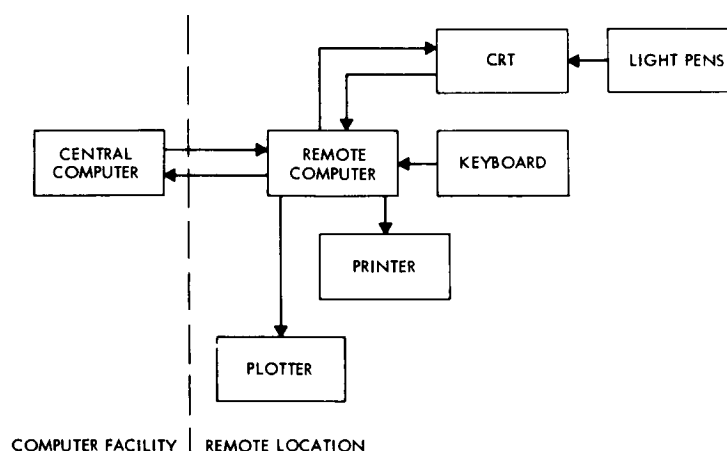 CRT
LIGHT PENS
CENTRAL
COMPUTER
REMOTE
COMPUTER
KEYBOARD
PRINTER
PLOTTER
COMPUTER FACILITY
REMOTE LOCATION